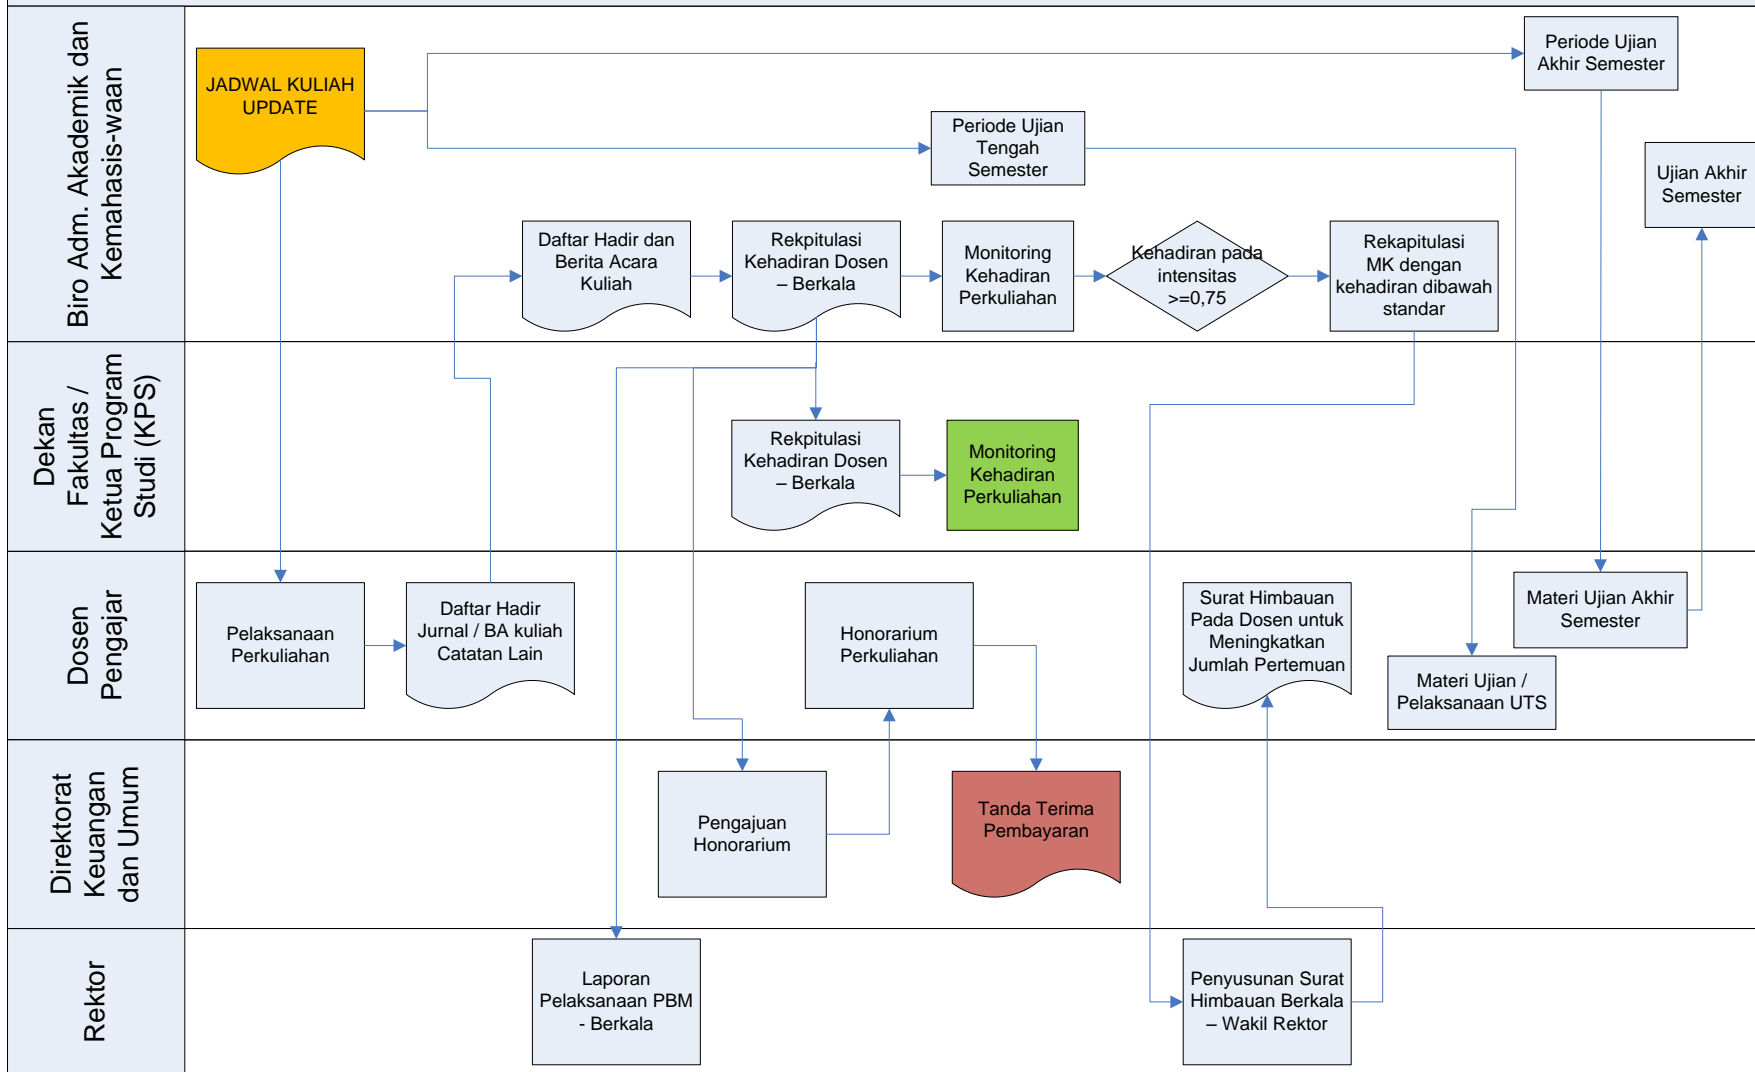 Biro Adm. Akademik dan
Kemahasis-waan
JADWAL KULIAH
UPDATE
Periode Ujian
Akhir Semester
Periode Ujian
Tengah
Semester
Ujian Akhir
Semester
Daftar Hadir dan
Berita Acara
Kuliah
Rekpitulasi
Kehadiran Dosen
– Berkala
Monitoring
Kehadiran
Perkuliahan
Kehadiran pada
intensitas
>=0,75
Rekapitulasi
MK dengan
kehadiran dibawah
standar
Dekan
Fakultas /
Ketua Program
Studi (KPS)
Rekpitulasi
Kehadiran Dosen
– Berkala
Monitoring
Kehadiran
Perkuliahan
Dosen
Pengajar
Pelaksanaan
Perkuliahan
Daftar Hadir
Jurnal / BA kuliah
Catatan Lain
Honorarium
Perkuliahan
Surat Himbauan
Pada Dosen untuk
Meningkatkan
Jumlah Pertemuan
Materi Ujian /
Pelaksanaan UTS
Materi Ujian Akhir
Semester
Direktorat
Keuangan
dan Umum
Pengajuan
Honorarium
Tanda Terima
Pembayaran
Rektor
Laporan
Pelaksanaan PBM
- Berkala
Penyusunan Surat
Himbauan Berkala
– Wakil Rektor